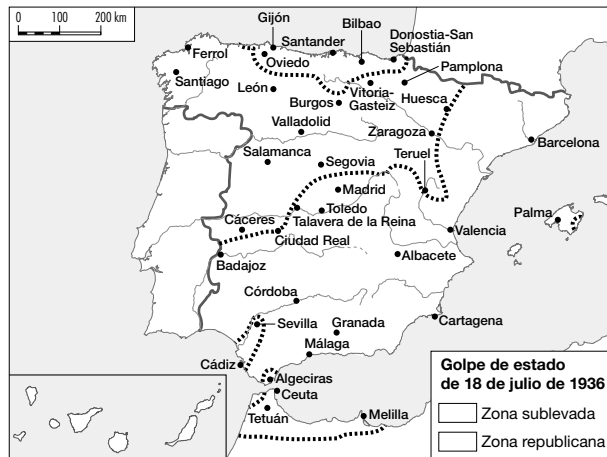 0 100 200 km
Gijón
Bilbao
Donostia-San
Sebastián
Santander
Ferrol
Oviedo
Pamplona
Santiago
León
Vitoria-
Gasteiz
Huesca
Burgos
Valladolid
Zaragoza
Barcelona
Salamanca
Segovia
Teruel
Madrid
Toledo
Palma
Talavera de la Reina
Cáceres
Ciudad Real
Valencia
Badajoz
Albacete
Córdoba
Sevilla
Granada
Cartagena
Málaga
Cádiz
Algeciras
Ceuta
Tetuán
Melilla
Golpe de estado
de 18 de julio de 1936
Zona sublevada
Zona republicana